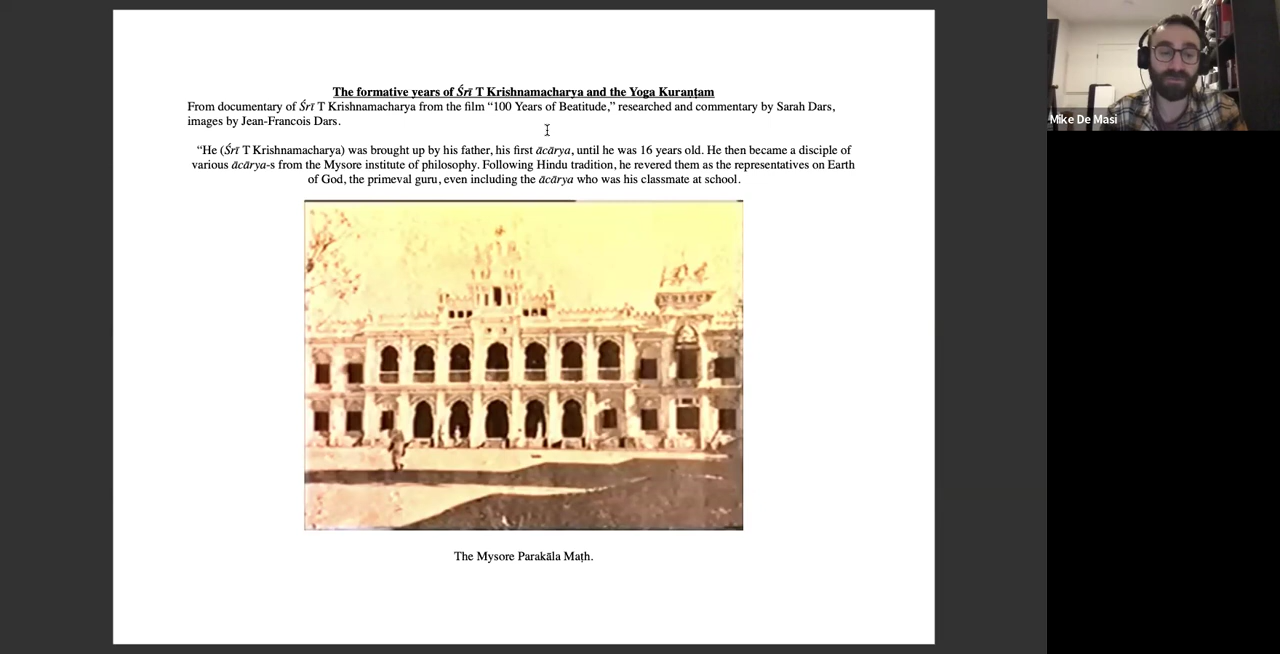 The formative years of Śrī T Krishnamacharya and the Yoga Kuraṇṭam
From documentary of Śrī T Krishnamacharya from the film “100 Years of Beatitude,” researched and commentary by Sarah Dars,
images by Jean-Francois Dars.
“He (Śrī T Krishnamacharya) was brought up by his father, his first ācārya, until he was 16 years old. He then became a disciple of
various ācārya-s from the Mysore institute of philosophy. Following Hindu tradition, he revered them as the representatives on Earth
of God, the primeval guru, even including the ācārya who was his classmate at school.
The Mysore Parakāla Maṭh.
Mike De Masi